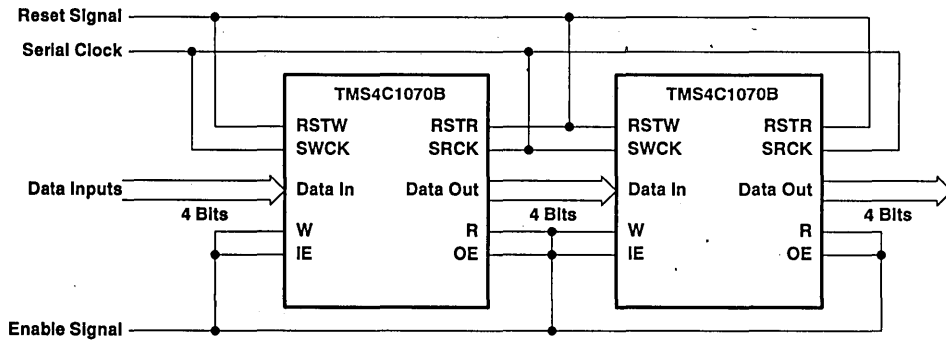 Reset Signal
Serial Clock
TMS4C1070B
TMS4C1070B
RSTW RSTR RSTW RSTR
SWCK SRCK SWCK SRCK
Data Inputs Data In Data Out Data In Data Out
4 Bits 4 Bits 4 Bits
W R W R
IE OE IE OE
Enable Signal